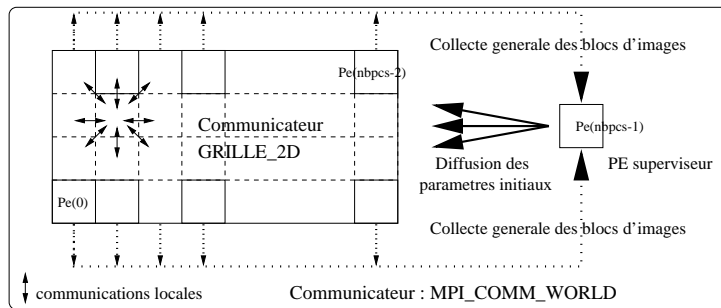 Collecte generale des blocs d'images
Pe(nbpcs-2)
Communicateur
GRILLE_2D
Pe(nbpcs-1)
Diffusion des
parametres initiaux
PE superviseur
Pe(0)
Collecte generale des blocs d'images
communications locales
Communicateur : MPI_COMM_WORLD